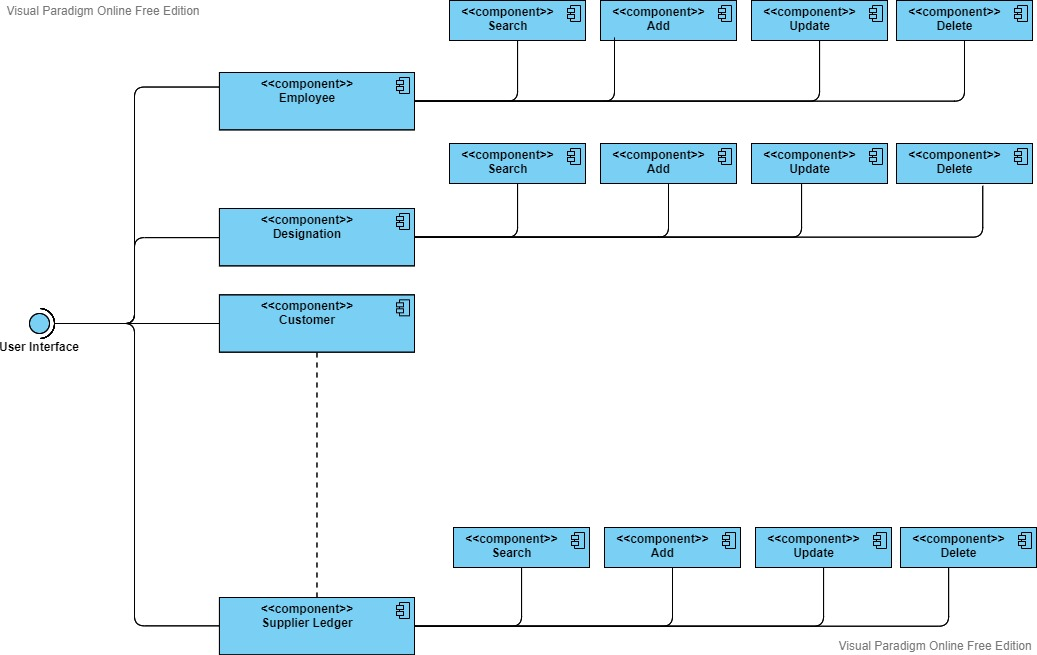 Visual Paradigm Online Free Edition
<<component>>
Search
<<component>>
Add
<<component>>
Update
<<component>>
Delete
<<component>>
Employee
<<component>>
Search
<<component>>
Add
<<component>>
Update
<<component>>
Delete
<<component>>
Designation
<<component>>
Customer
User Interface
<<component>>
Search
<<component>>
Add
<<component>>
Update
<<component>>
Delete
<<component>>
Supplier Ledger
Visual Paradigm Online Free Edition